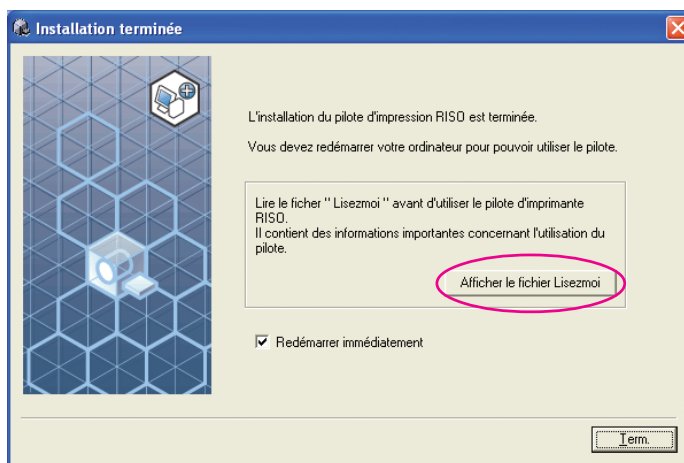 Installation terminée
L'installation du pilote d'impression RISO est terminée.
Vous devez redémarrer votre ordinateur pour pouvoir utiliser le pilote.
Lire le ficher " Lisezmoi " avant d'utiliser le pilote d'imprimante
RISO.
Il contient des informations importantes concernant l'utilisation du
pilote.
Afficher le fichier Lisezmoi
Redémarrer immédiatement
Term.